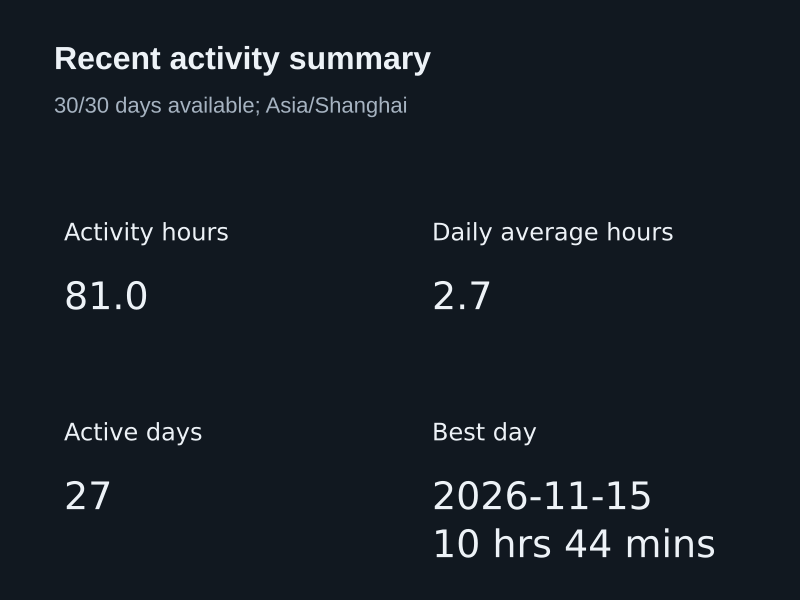 Recent activity summary
30/30 days available; Asia/Shanghai
Activity hours
81.0
Daily average hours
2.7
Active days
27
Best day
2026-11-15
10 hrs 44 mins